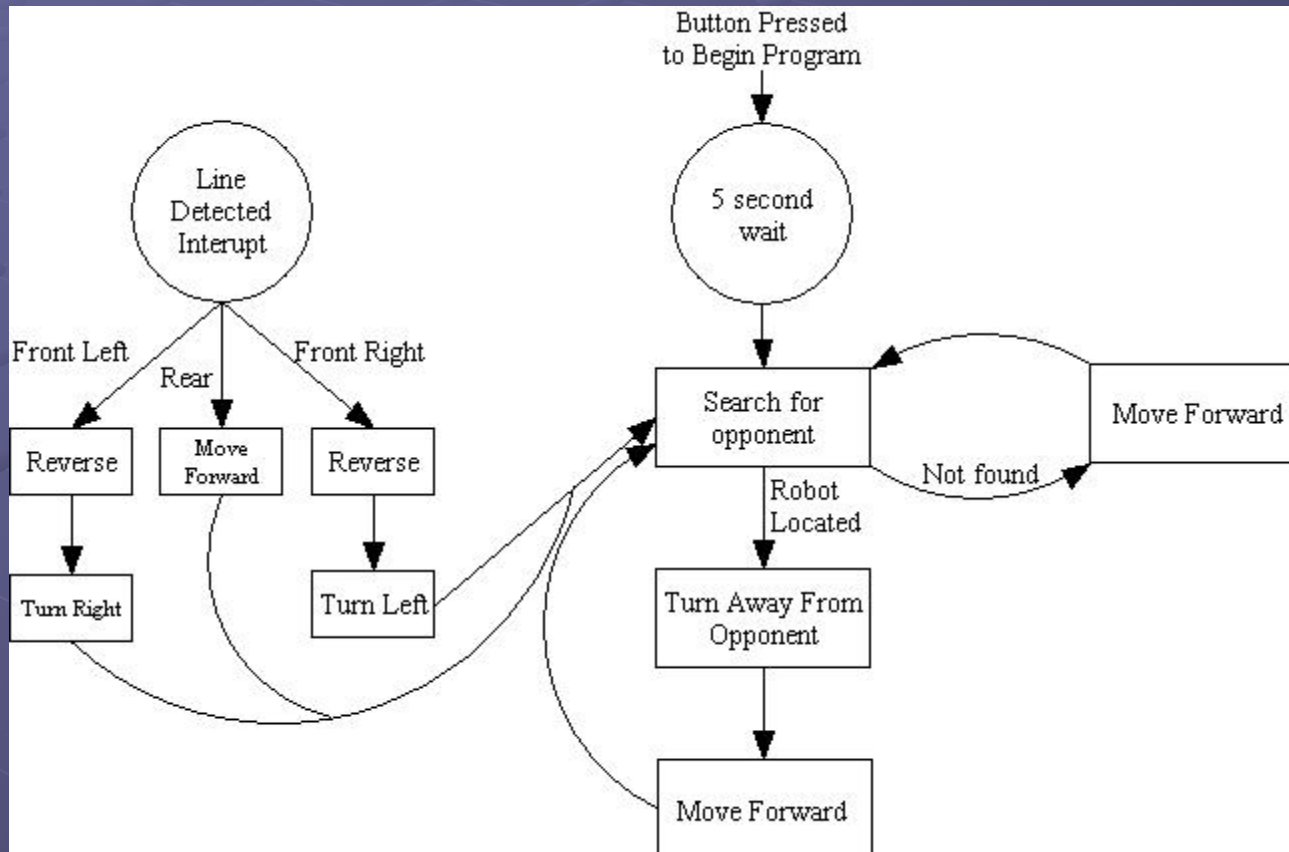 Button Pressed
to Begin Program
Line
Detected
Interupt
5 second
wait
Front Left
Rear
Front Right
Reverse
Move
Forward
Reverse
Turn Right
Turn Left
Search for
opponent
Not found
Move Forward
Robot
Located
Turn Away From
Opponent
Move Forward